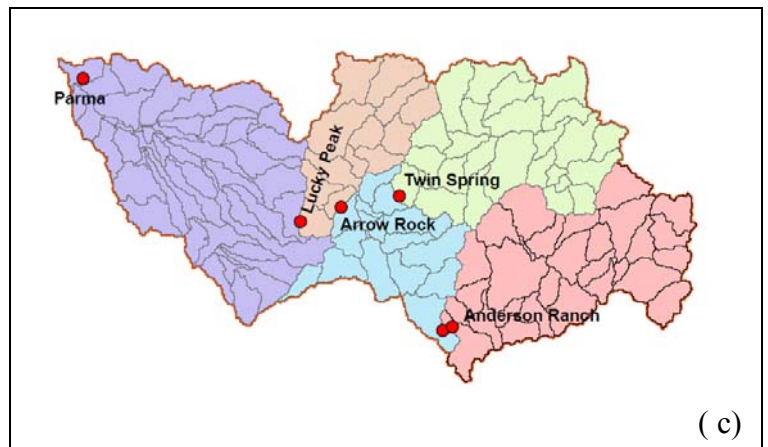 Parma
Lucky Peak
Twin Spring
Arrow Rock
Anderson Ranch
( c)